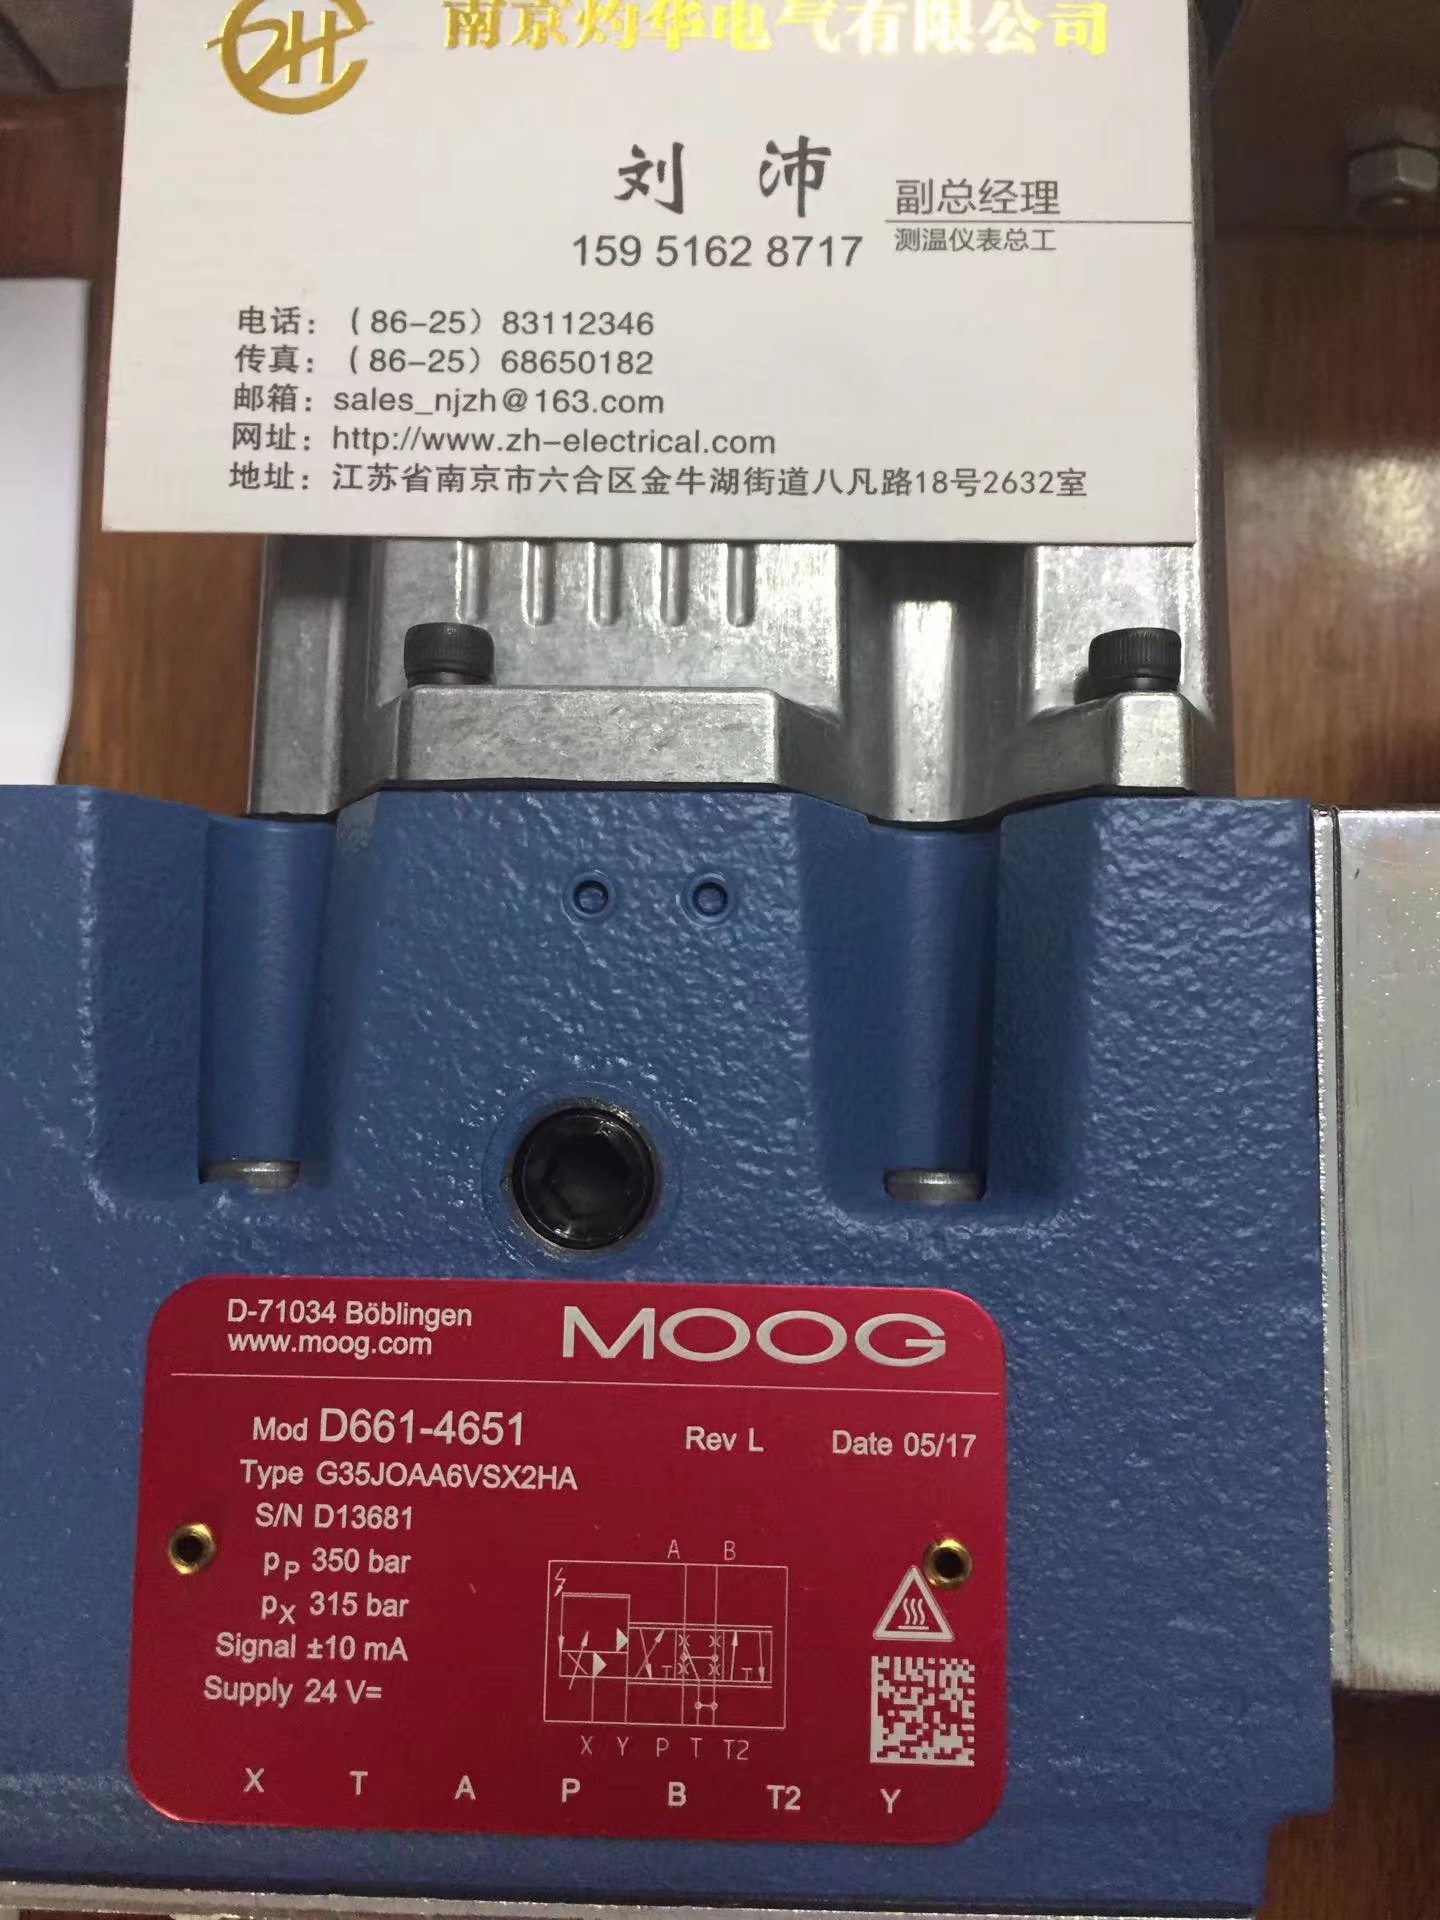 ZH
南京灼华电气有限公司
刘 沛
副总经理
159 5162 8717
测温仪表总工
电话：（86-25）83112346
传真：（86-25）68650182
邮箱：sales_njzh@163.com
网址：http://www.zh-electrical.com
地址：江苏省南京市六合区金牛湖街道八凡路18号2632室
D-71034 Böblingen
www.moog.com
MOOG
Mod D661-4651 Rev L Date 05/17
Type G35JOAA6VSX2HA
S/N D13681
pP 350 bar
pX 315 bar
Signal ±10 mA
Supply 24 V=
A B
T T
X Y P T T2
X T A P B T2 Y